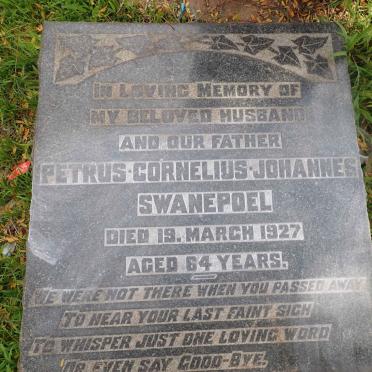 IN LOVING MEMORY OF
MY BELOVED HUSBAND
AND OUR FATHER
PETRUS·CORNELIUS·JOHANNES
SWANEPOEL
DIED 19. MARCH 1927
AGED 64 YEARS.
WE WERE NOT THERE WHEN YOU PASSED AWAY
TO HEAR YOUR LAST FAINT SIGH
TO WHISPER JUST ONE LOVING WORD
OR EVEN SAY GOOD-BYE.